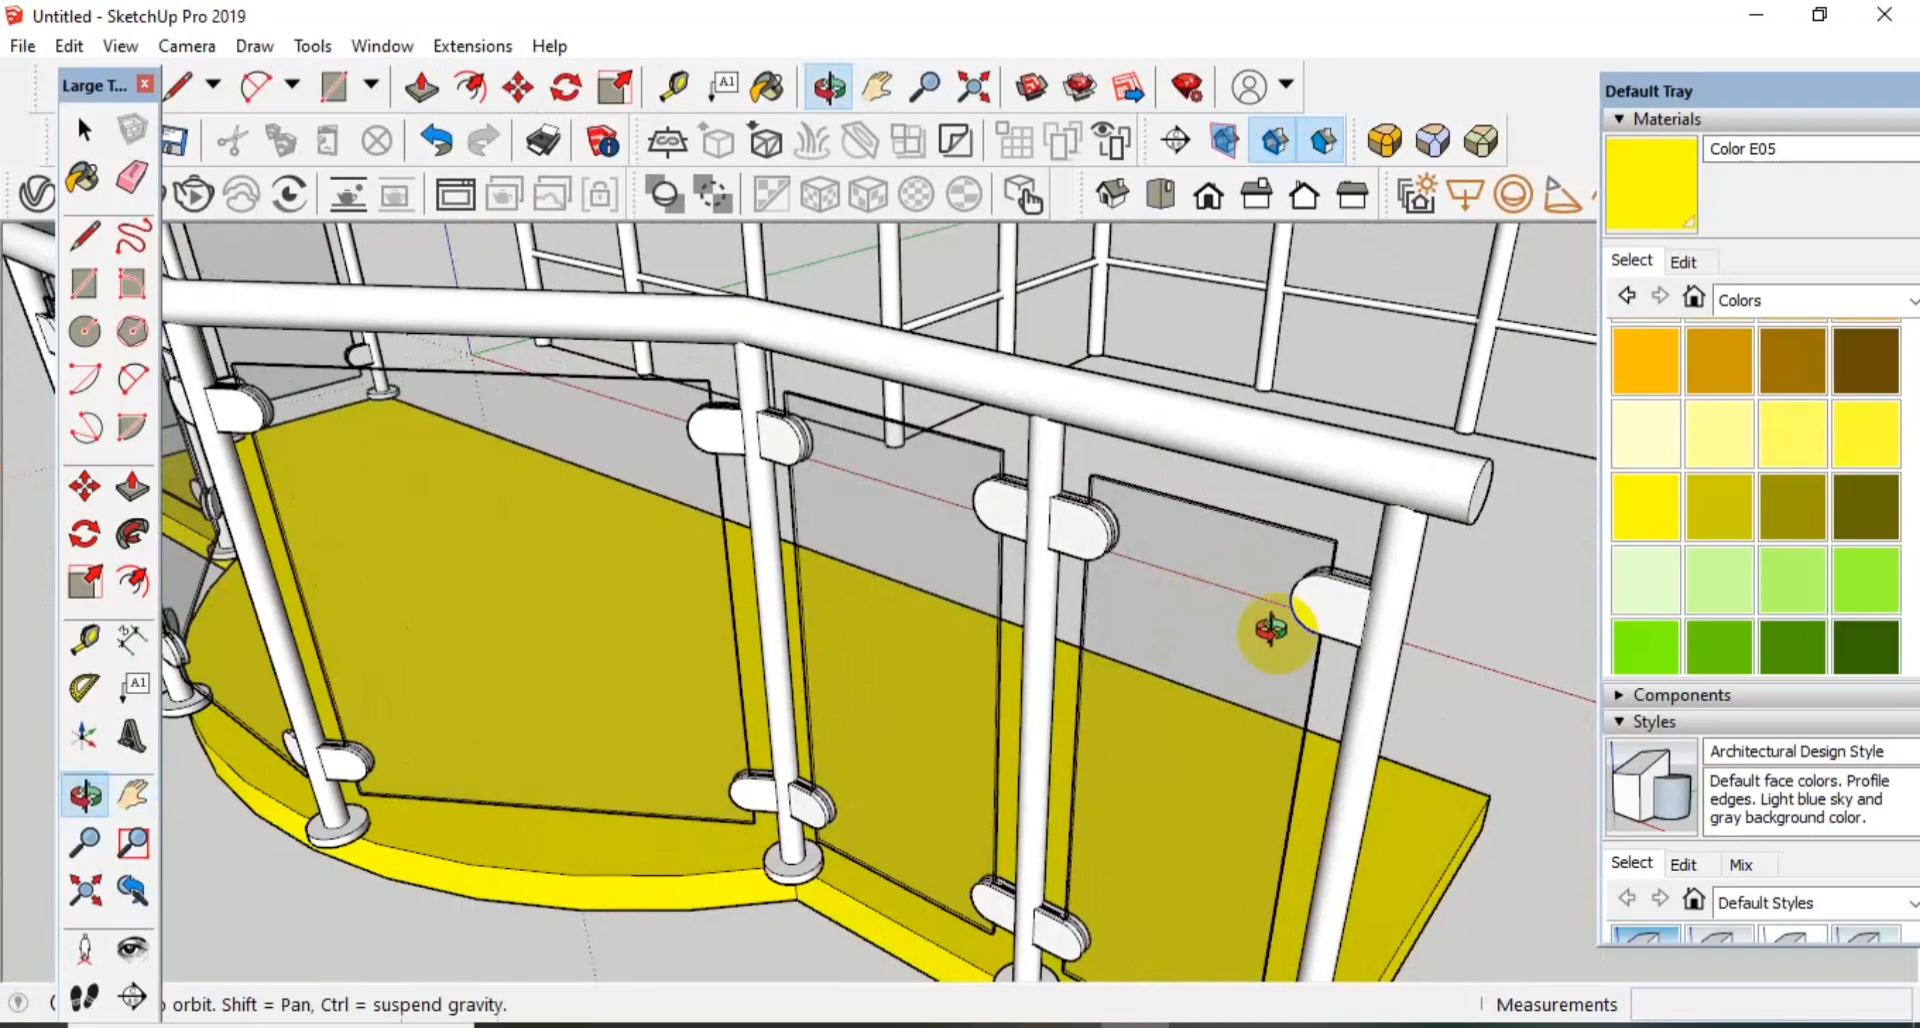 Untitled - SketchUp Pro 2019
File Edit View Camera Draw Tools Window Extensions Help
Large T...
A1
Default Tray
Materials
Color E05
Select Edit
Colors
A1
Components
Styles
Architectural Design Style
Default face colors. Profile
edges. Light blue sky and
gray background color.
Select Edit Mix
Default Styles
orbit. Shift = Pan, Ctrl = suspend gravity.
Measurements